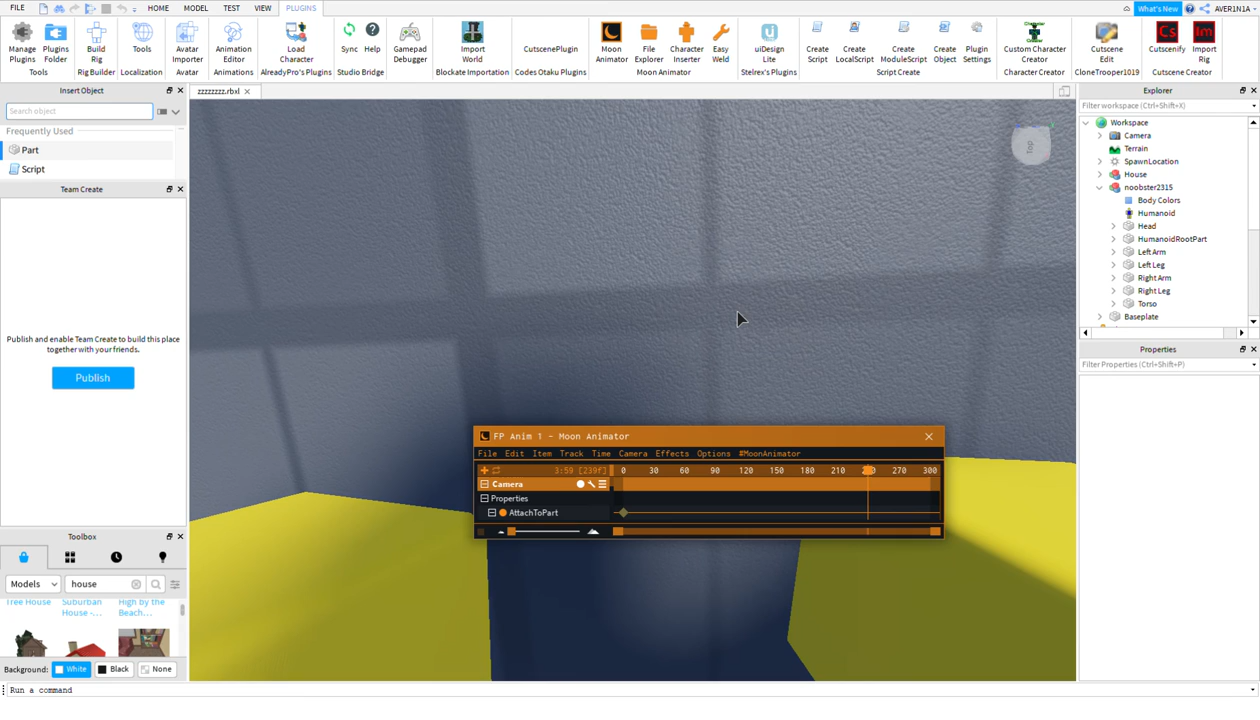 FILE HOME MODEL TEST VIEW PLUGINS What's New AVER1N1A
Manage Plugins Plugins Folder Build Rig Tools Avatar Importer Animation Editor Load Character Sync Help Gamepad Debugger Import World CutscenePlugin Moon Animator File Explorer Character Inserter Easy Weld uiDesign Lite Create Script Create LocalScript Create ModuleScript Create Object Plugin Settings Custom Character Creator Cutscene Edit Cutscenify Import Rig
Tools Rig Builder Localization Avatar Animations AlreadyPro's Plugins Studio Bridge Blockate Importation Codes Otaku Plugins Moon Animator Stelrex's Plugins Script Create Character Creator CloneTrooper1019 Cutscene Creator
Insert Object
Search object
Frequently Used
Part
Script
Team Create
Publish and enable Team Create to build this place
together with your friends.
Publish
Toolbox
Models house
Tree House Suburban House -... High by the Beach...
Background: White Black None
Run a command
zzzzzzzz.rbxl
Top
FP Anim 1 - Moon Animator
File Edit Item Track Time Camera Effects Options #MoonAnimator
3:59 [239f] 0 30 60 90 120 150 180 210 270 300
Camera
Properties
AttachToPart
Explorer
Filter workspace (Ctrl+Shift+X)
Workspace
Camera
Terrain
SpawnLocation
House
noobster2315
Body Colors
Humanoid
Head
HumanoidRootPart
Left Arm
Left Leg
Right Arm
Right Leg
Torso
Baseplate
Properties
Filter Properties (Ctrl+Shift+P)